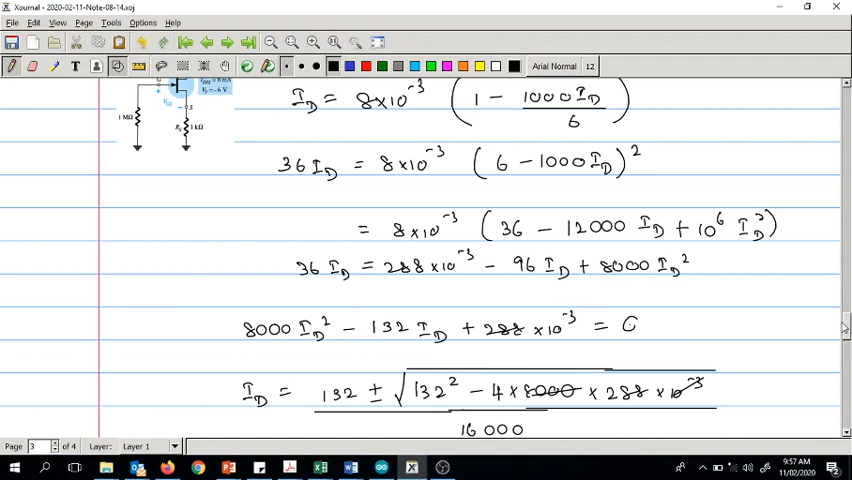 Xournal - 2020-02-11-Note-08-14.xoj
File Edit View Page Tools Options Help
Arial Normal 12
G
= 8 mA
V_P = -6 V
V_GS
S
1 MΩ
R_S 1 kΩ
I_D = 8×10^-3 (1 - 1000 I_D / 6)
36 I_D = 8×10^-3 (6 - 1000 I_D)^2
= 8×10^-3 (36 - 12000 I_D + 10^6 I_D^2)
36 I_D = 288×10^-3 - 96 I_D + 8000 I_D^2
8000 I_D^2 - 132 I_D + 288 ×10^-3 = 0
I_D = 132 ± √(132^2 - 4×8000×288×10^-3) / 16000
Page 3 of 4 Layer: Layer 1
9:57 AM
11/02/2020